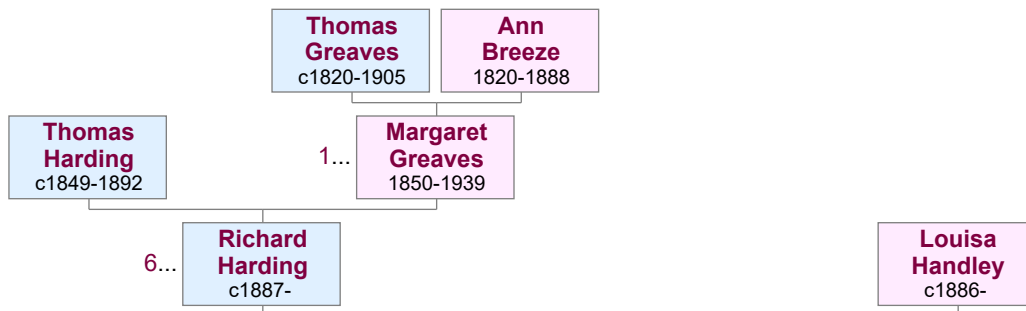 Thomas
Greaves
c1820-1905
Ann
Breeze
1820-1888
Thomas
Harding
c1849-1892
1...
Margaret
Greaves
1850-1939
6...
Richard
Harding
c1887-
Louisa
Handley
c1886-